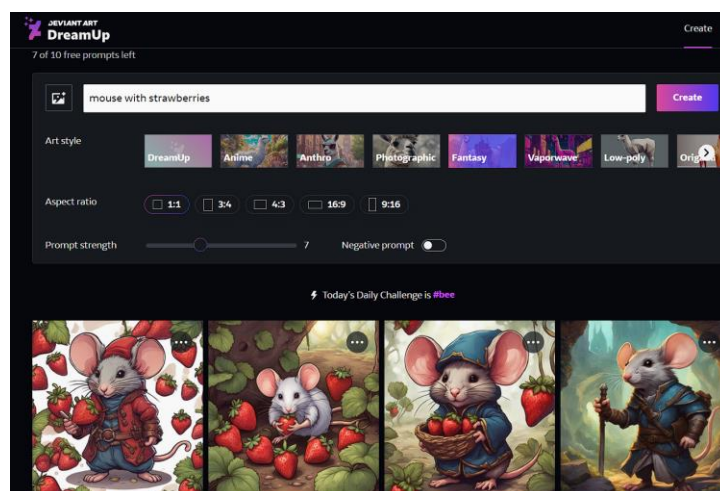 DEVIANT ART
DreamUp
Create
7 of 10 free prompts left
mouse with strawberries
Create
Art style
DreamUp
Anime
Anthro
Photographic
Fantasy
Vaporwave
Low-poly
Aspect ratio
1:1
3:4
4:3
16:9
9:16
Prompt strength
7
Negative prompt
Today's Daily Challenge is #bee